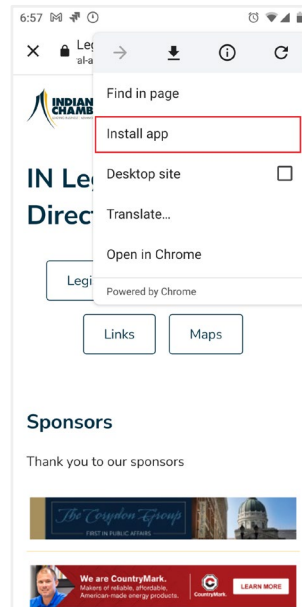 6:57
Leg
al-a
Find in page
INDIAN
CHAMB
Install app
Desktop site
IN Leg
Direc
Translate...
Open in Chrome
Legi
Powered by Chrome
Links Maps
Sponsors
Thank you to our sponsors
The Corydon Group
FIRST IN PUBLIC AFFAIRS
We are CountryMark.
Makers of reliable, affordable,
American-made energy products.
CountryMark.
LEARN MORE